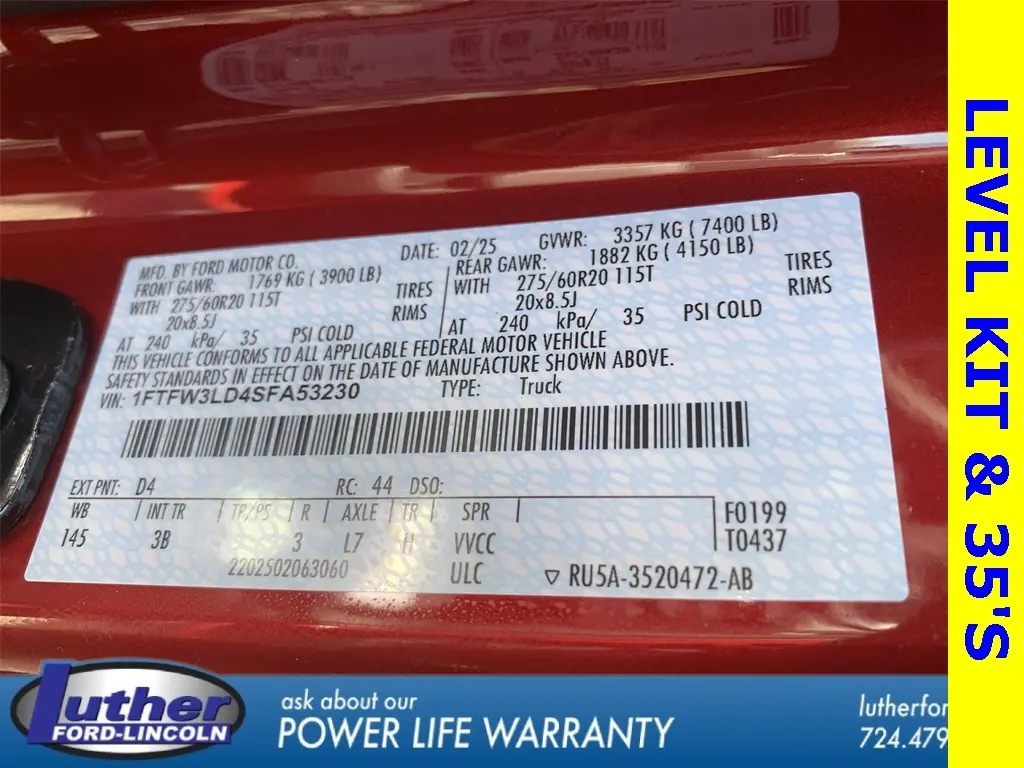 MFD. BY FORD MOTOR CO.
DATE: 02/25 GVWR: 3357 KG ( 7400 LB)
FRONT GAWR: 1769 KG ( 3900 LB)
REAR GAWR: 1882 KG ( 4150 LB)
WITH 275/60R20 115T TIRES
WITH 275/60R20 115T TIRES
20x8.5J RIMS
20x8.5J RIMS
AT 240 kPa/ 35 PSI COLD
AT 240 kPa/ 35 PSI COLD
THIS VEHICLE CONFORMS TO ALL APPLICABLE FEDERAL MOTOR VEHICLE
SAFETY STANDARDS IN EFFECT ON THE DATE OF MANUFACTURE SHOWN ABOVE.
VIN: 1FTFW3LD4SFA53230 TYPE: Truck
EXT PNT: D4 RC: 44 DSO:
WB INT TR TP/PS R AXLE TR SPR F0199
145 3B 3 L7 H VVCC T0437
2202502063060 ULC RU5A-3520472-AB
LEVEL KIT & 35'S
Luther
FORD-LINCOLN
ask about our
POWER LIFE WARRANTY
lutherfor
724.479